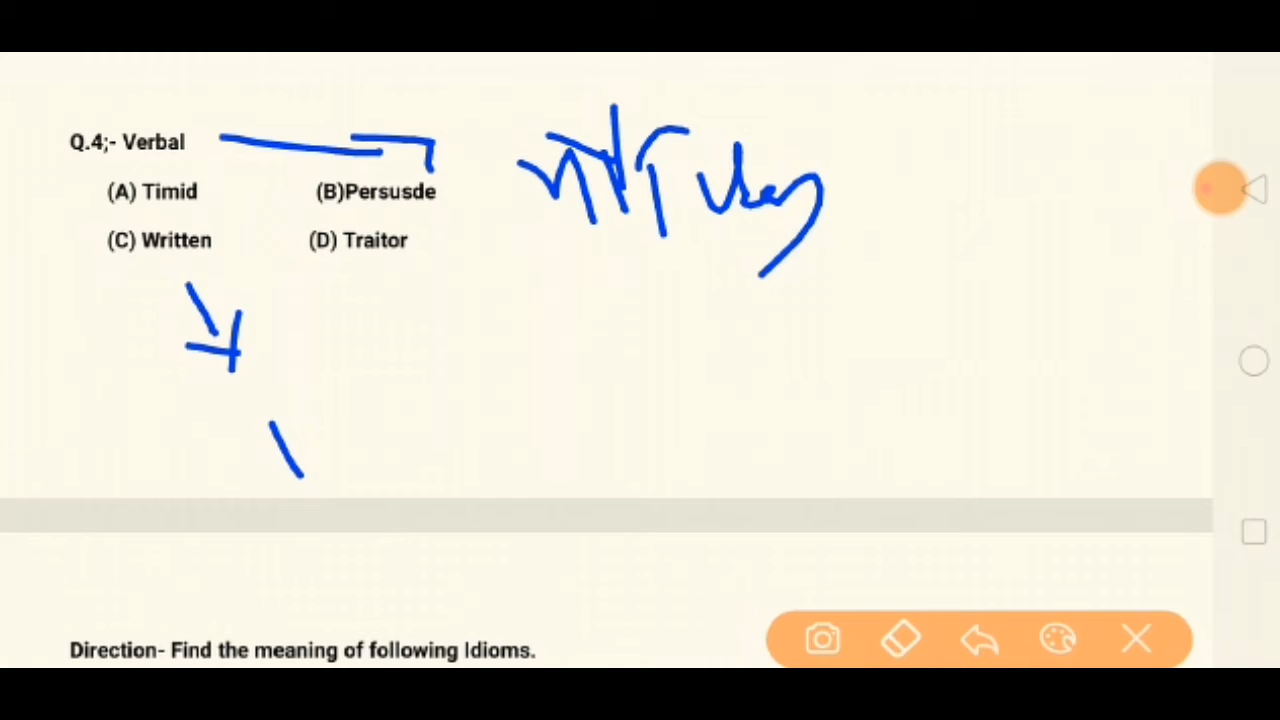 Q.4;- Verbal
(A) Timid (B)Persusde
(C) Written (D) Traitor
Direction- Find the meaning of following Idioms.